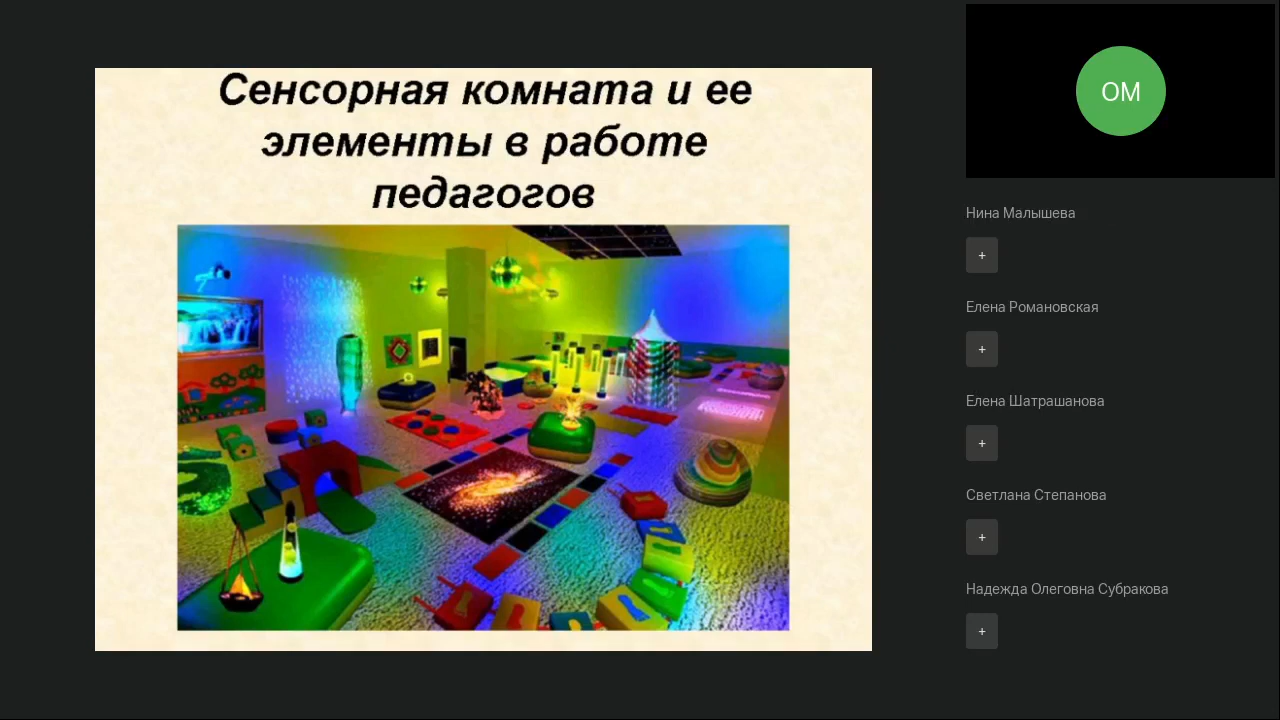 Сенсорная комната и ее
элементы в работе
педагогов
ОМ
Нина Малышева
+
Елена Романовская
+
Елена Шатрашанова
+
Светлана Степанова
+
Надежда Олеговна Субракова
+